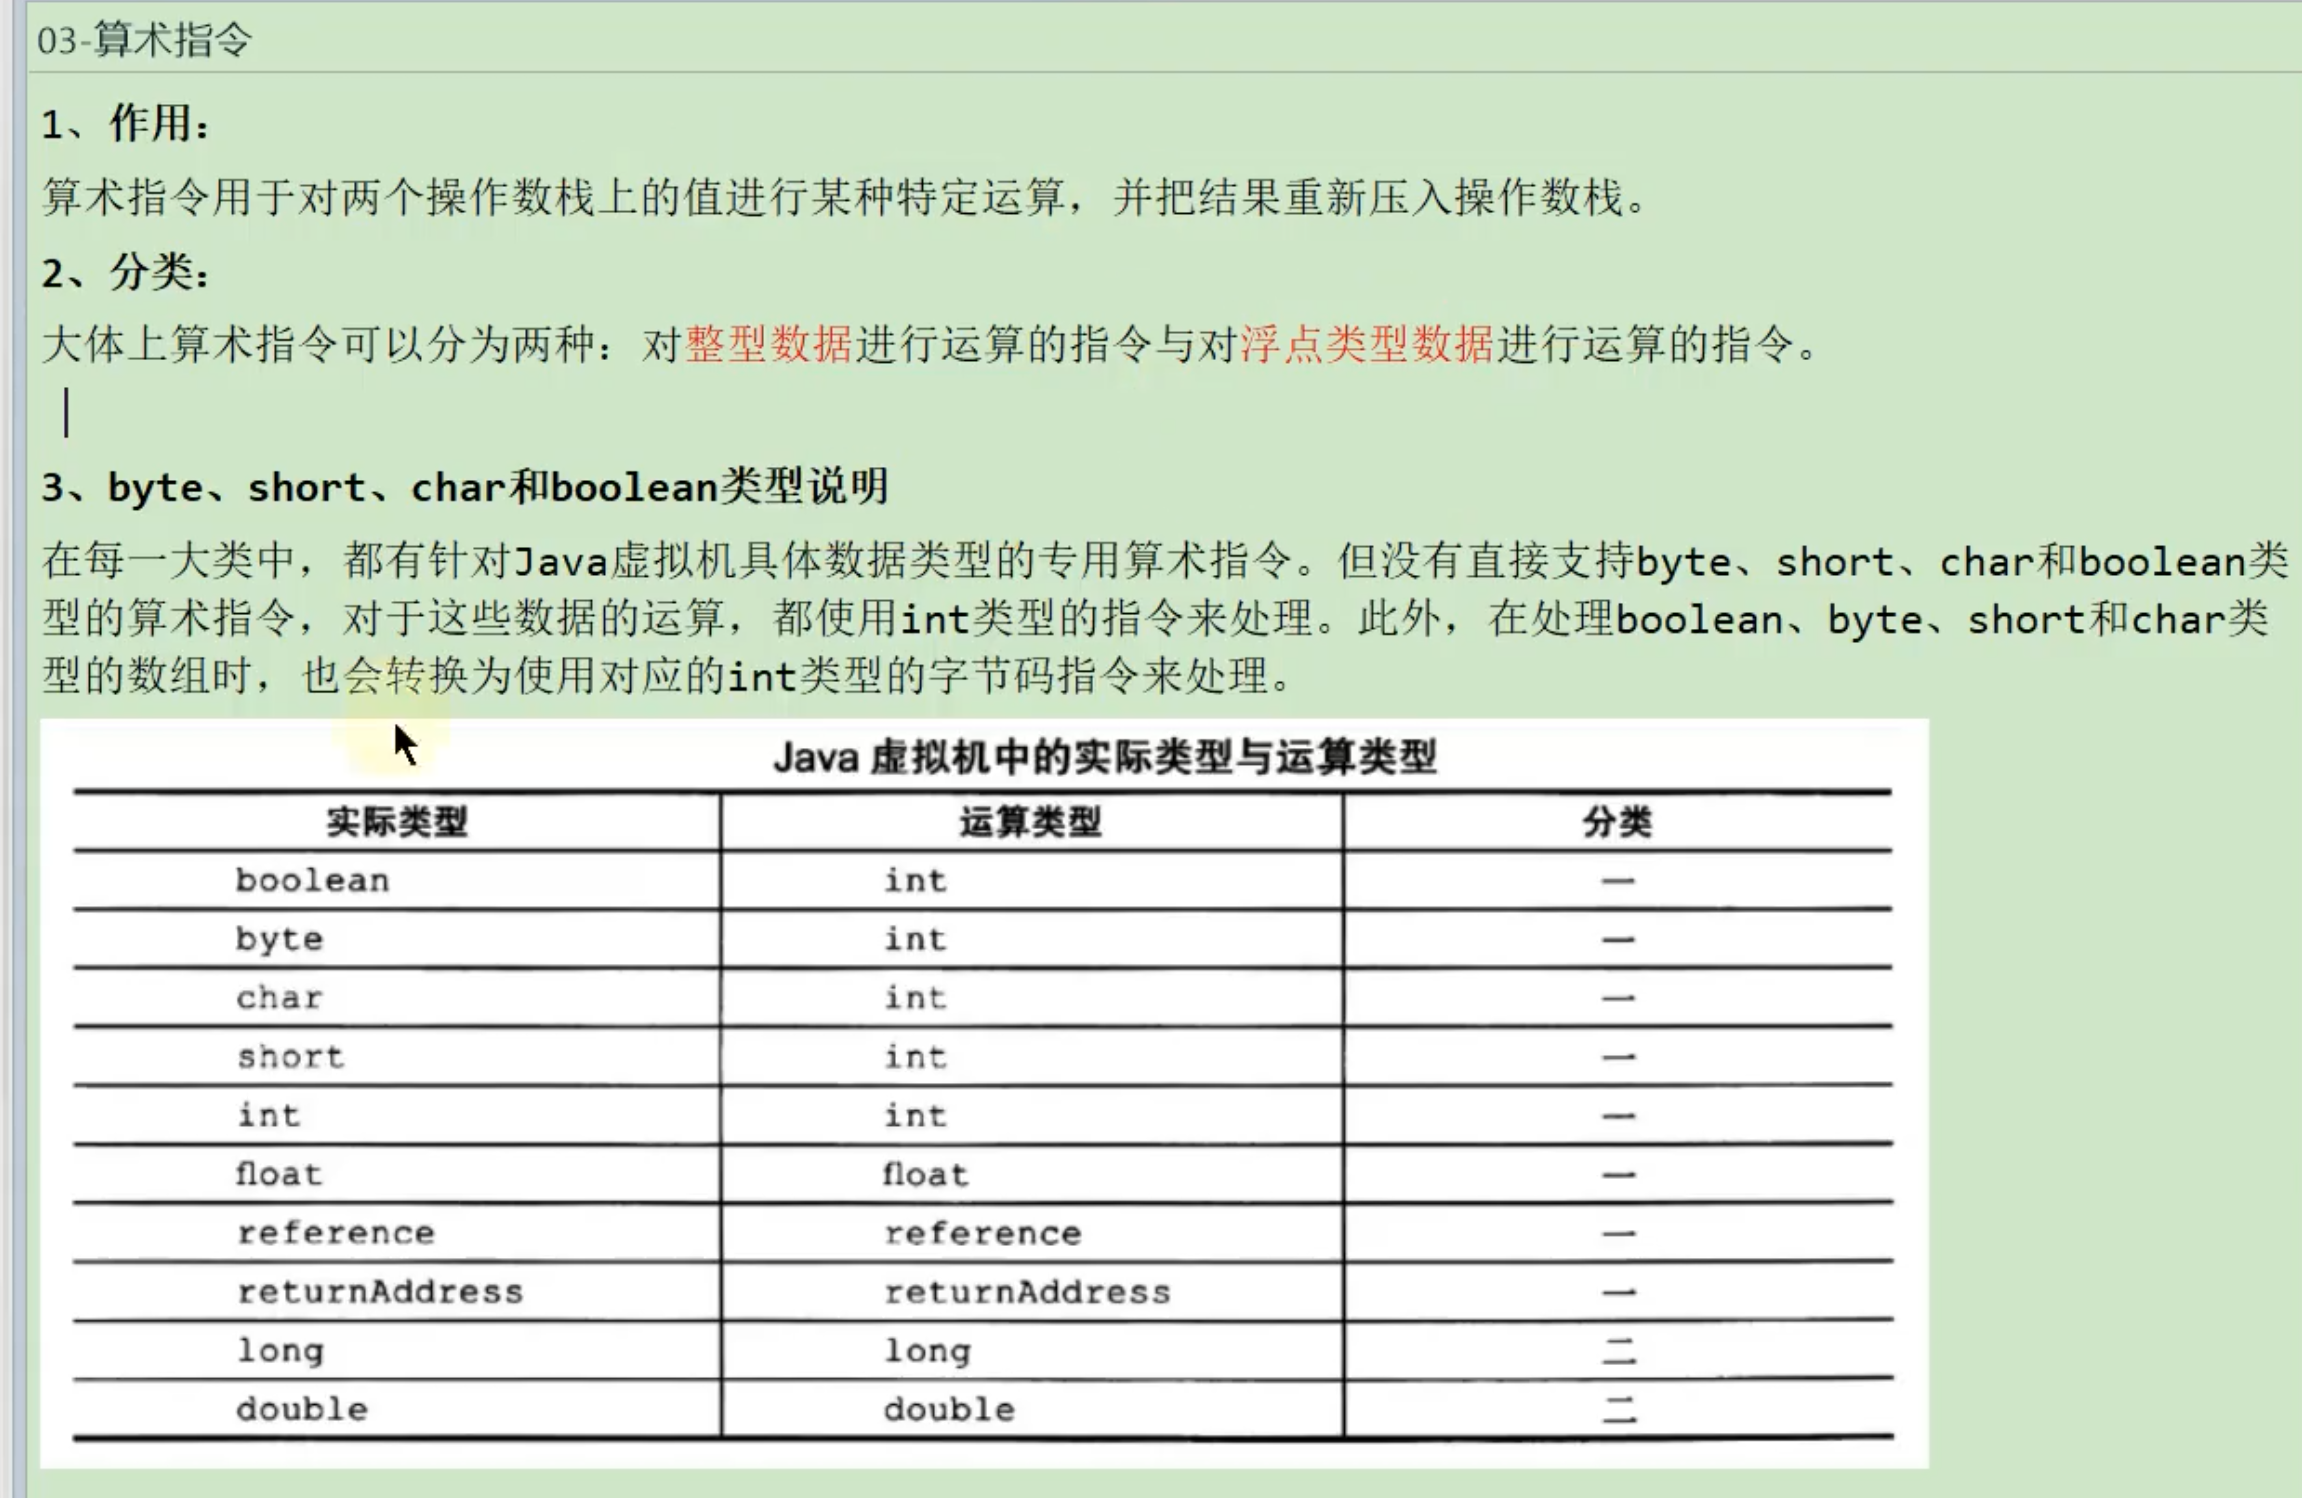 03-算术指令
1、作用：
算术指令用于对两个操作数栈上的值进行某种特定运算，并把结果重新压入操作数栈。
2、分类：
大体上算术指令可以分为两种：对整型数据进行运算的指令与对浮点类型数据进行运算的指令。
3、byte、short、char和boolean类型说明
在每一大类中，都有针对Java虚拟机具体数据类型的专用算术指令。但没有直接支持byte、short、char和boolean类
型的算术指令，对于这些数据的运算，都使用int类型的指令来处理。此外，在处理boolean、byte、short和char类
型的数组时，也会转换为使用对应的int类型的字节码指令来处理。
Java 虚拟机中的实际类型与运算类型
实际类型 运算类型 分类
boolean int 一
byte int 一
char int 一
short int 一
int int 一
float float 一
reference reference 一
returnAddress returnAddress 一
long long 二
double double 二